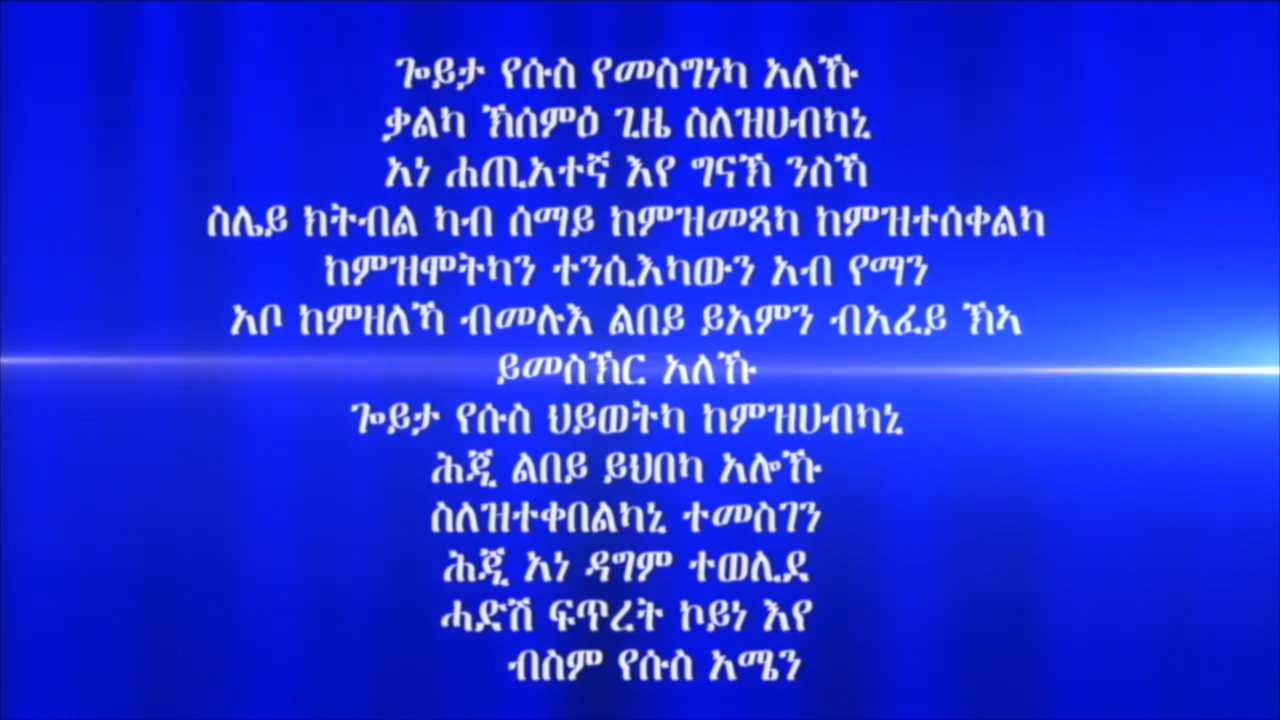 ጐይታ የሱስ የመስግነካ አለኹ
ቃልካ ኽሰምዕ ጊዜ ስለዝሀብካኒ
አነ ሐጢአተኛ እየ ግናኽ ንስኻ
ስሌይ ክትብል ካብ ሰማይ ከምዝመጻካ ከምዝተሰቀልካ
ከምዝሞትካን ተንሲእካውን አብ የማን
አቦ ከምዘለኻ ብመሉእ ልበይ ይአምን ብአፈይ ኽኣ
ይመስኽር አለኹ
ጐይታ የሱስ ህይወትካ ከምዝሀብካኒ
ሕጂ ልበይ ይህበካ አሎኹ
ስለዝተቀበልካኒ ተመስገን
ሕጂ አነ ዳግም ተወሊደ
ሓድሽ ፍጥረት ኮይነ እየ
ብስም የሱስ አሜን